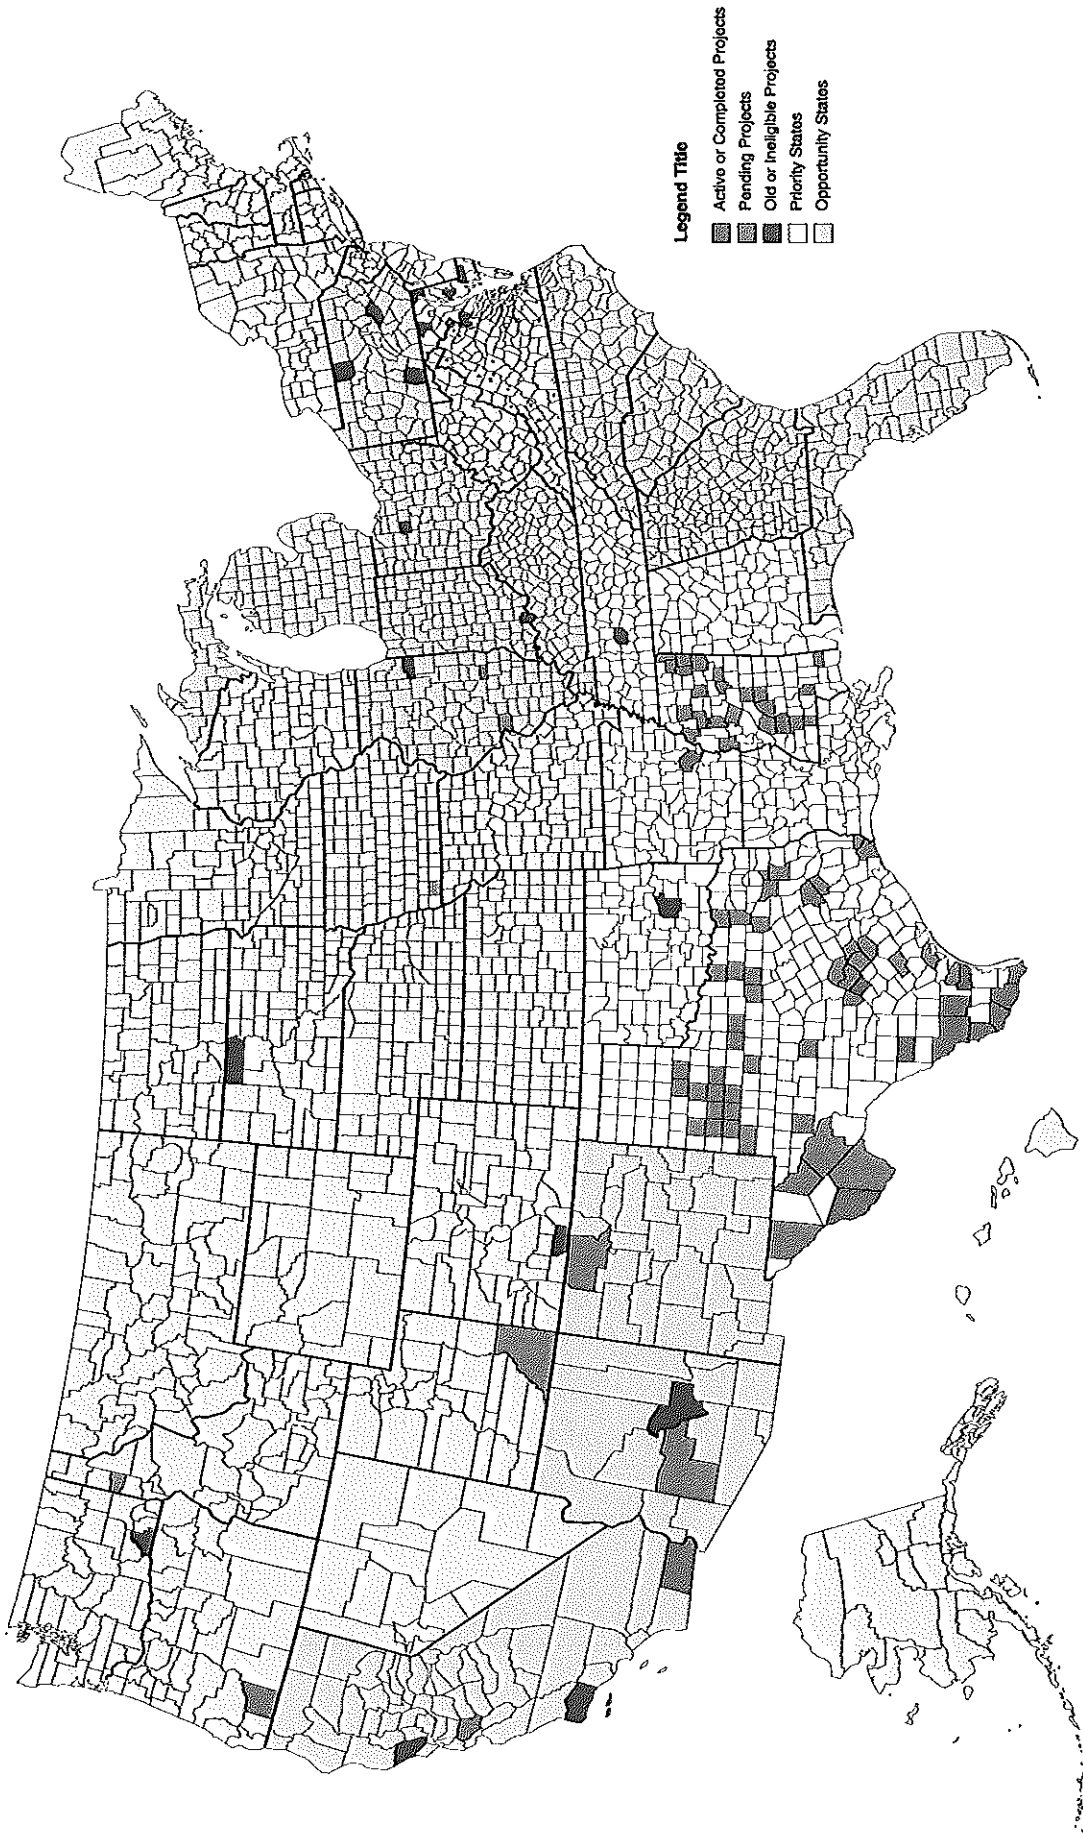 Legend Title
Active or Completed Projects
Pending Projects
Old or Ineligible Projects
Priority States
Opportunity States